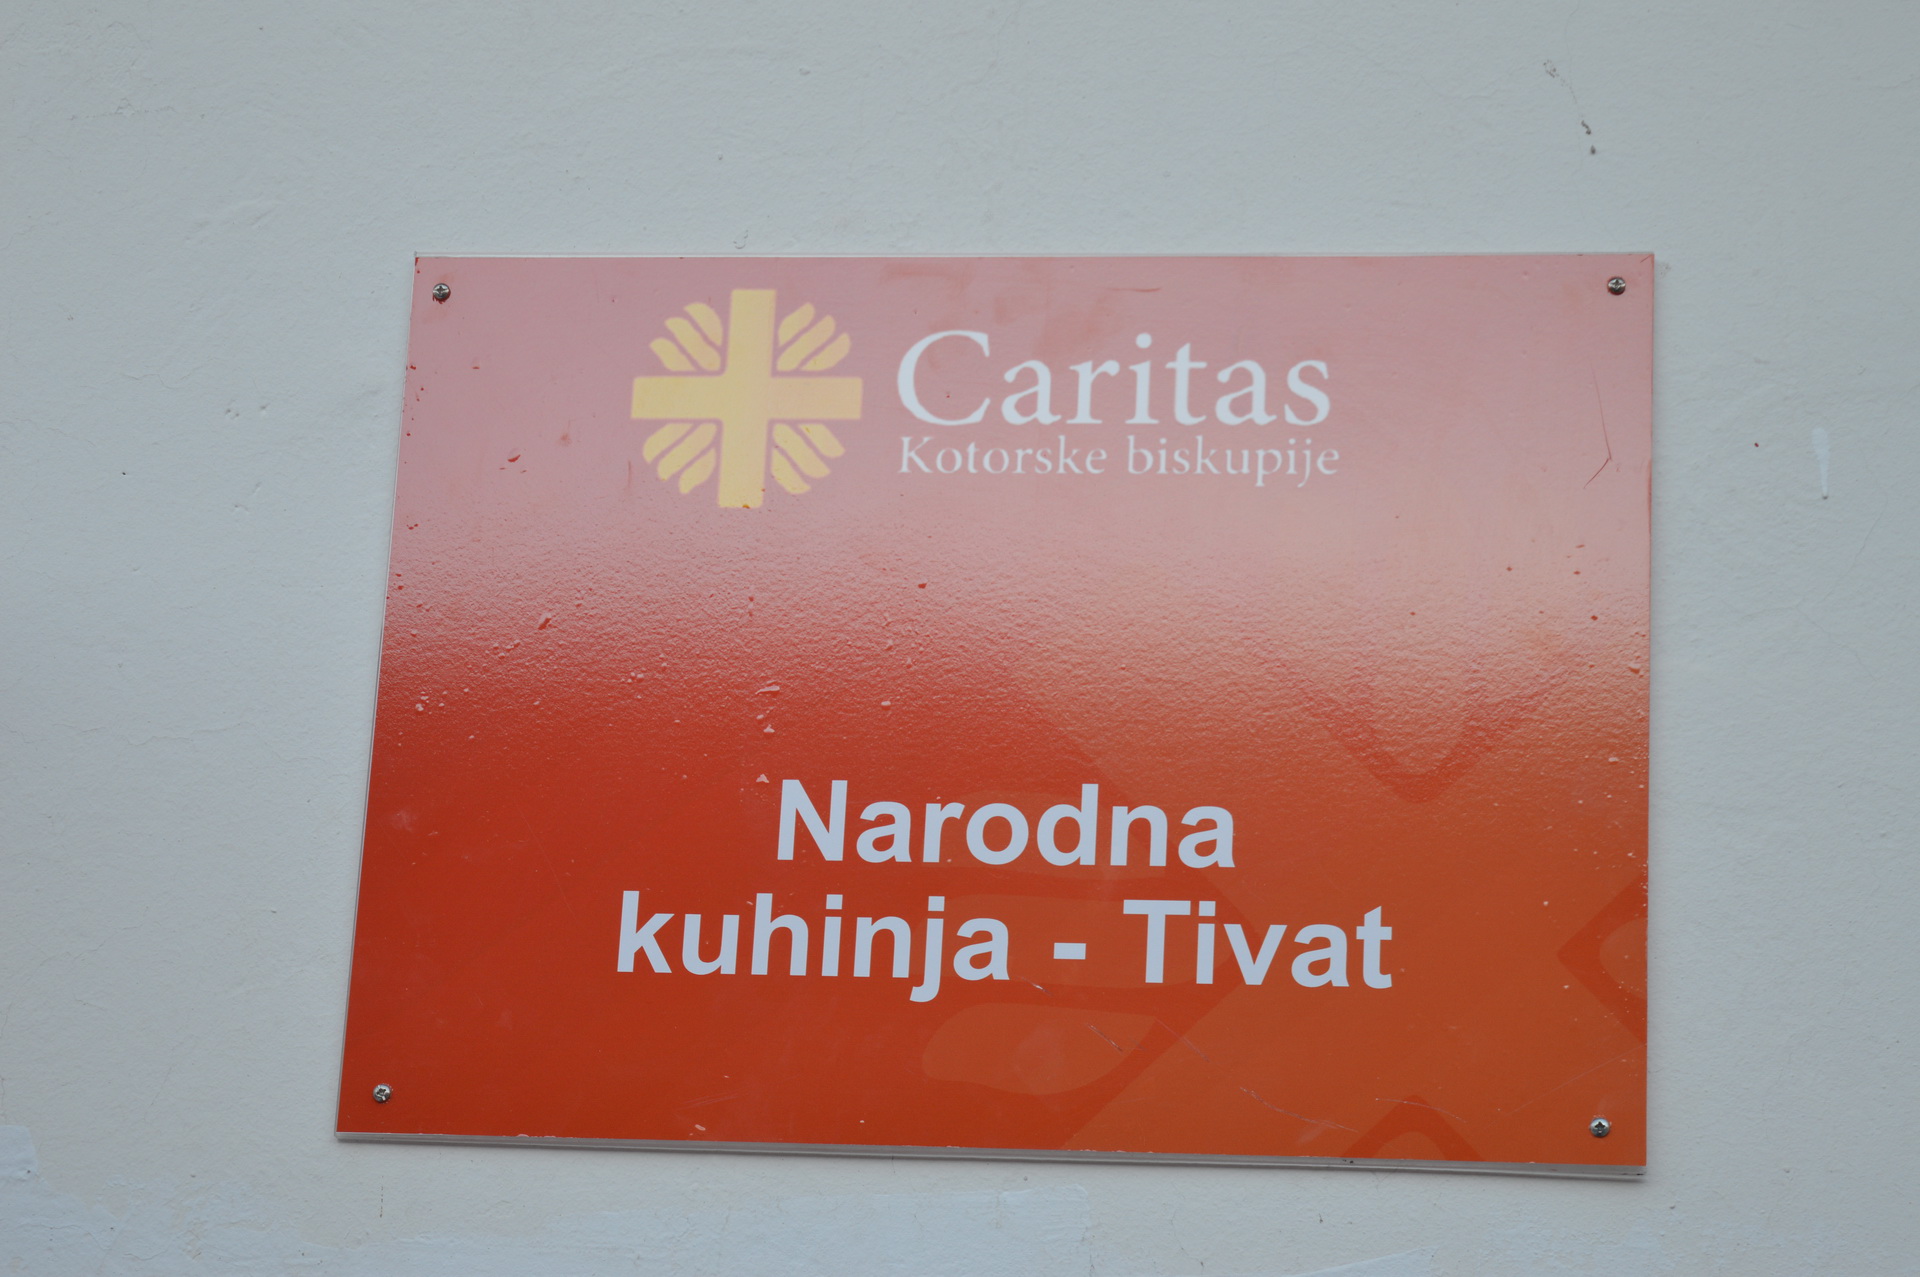 Caritas
Kotorske biskupije
Narodna
kuhinja - Tivat